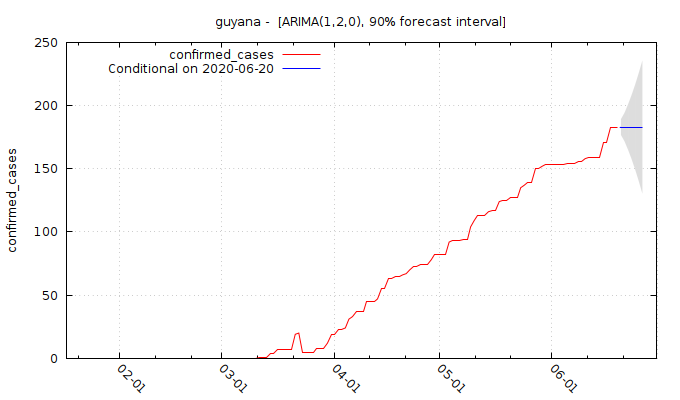 guyana -  [ARIMA(1,2,0), 90% forecast interval]
confirmed_cases
Conditional on 2020-06-20
confirmed_cases
250
200
150
100
50
0
02-01
03-01
04-01
05-01
06-01